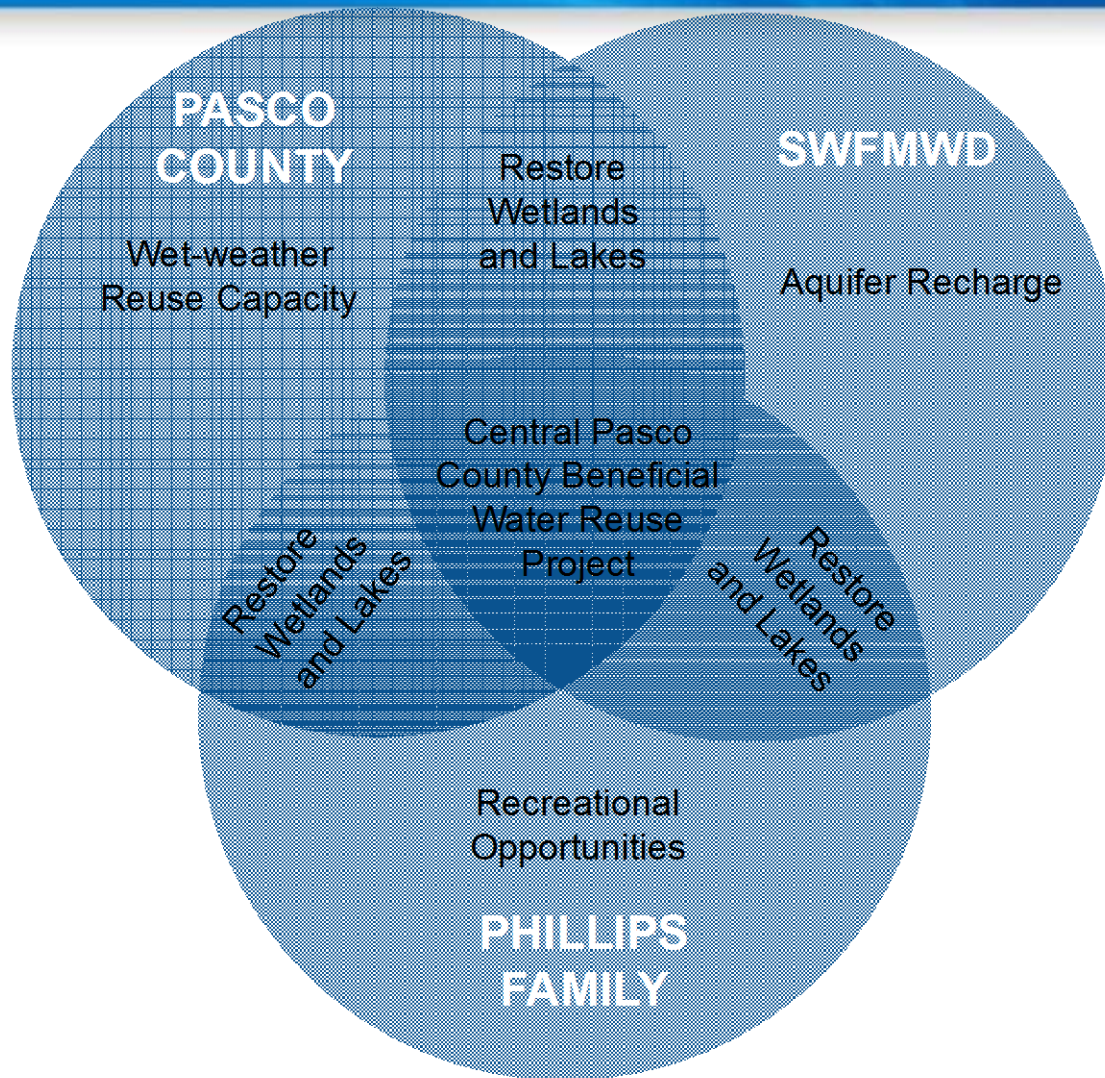 PASCO
COUNTY
Wet-weather
Reuse Capacity
Restore
Wetlands
and Lakes
SWFMWD
Aquifer Recharge
Central Pasco
County Beneficial
Water Reuse
Project
Restore
Wetlands
and Lakes
Restore
Wetlands
and Lakes
Recreational
Opportunities
PHILLIPS
FAMILY